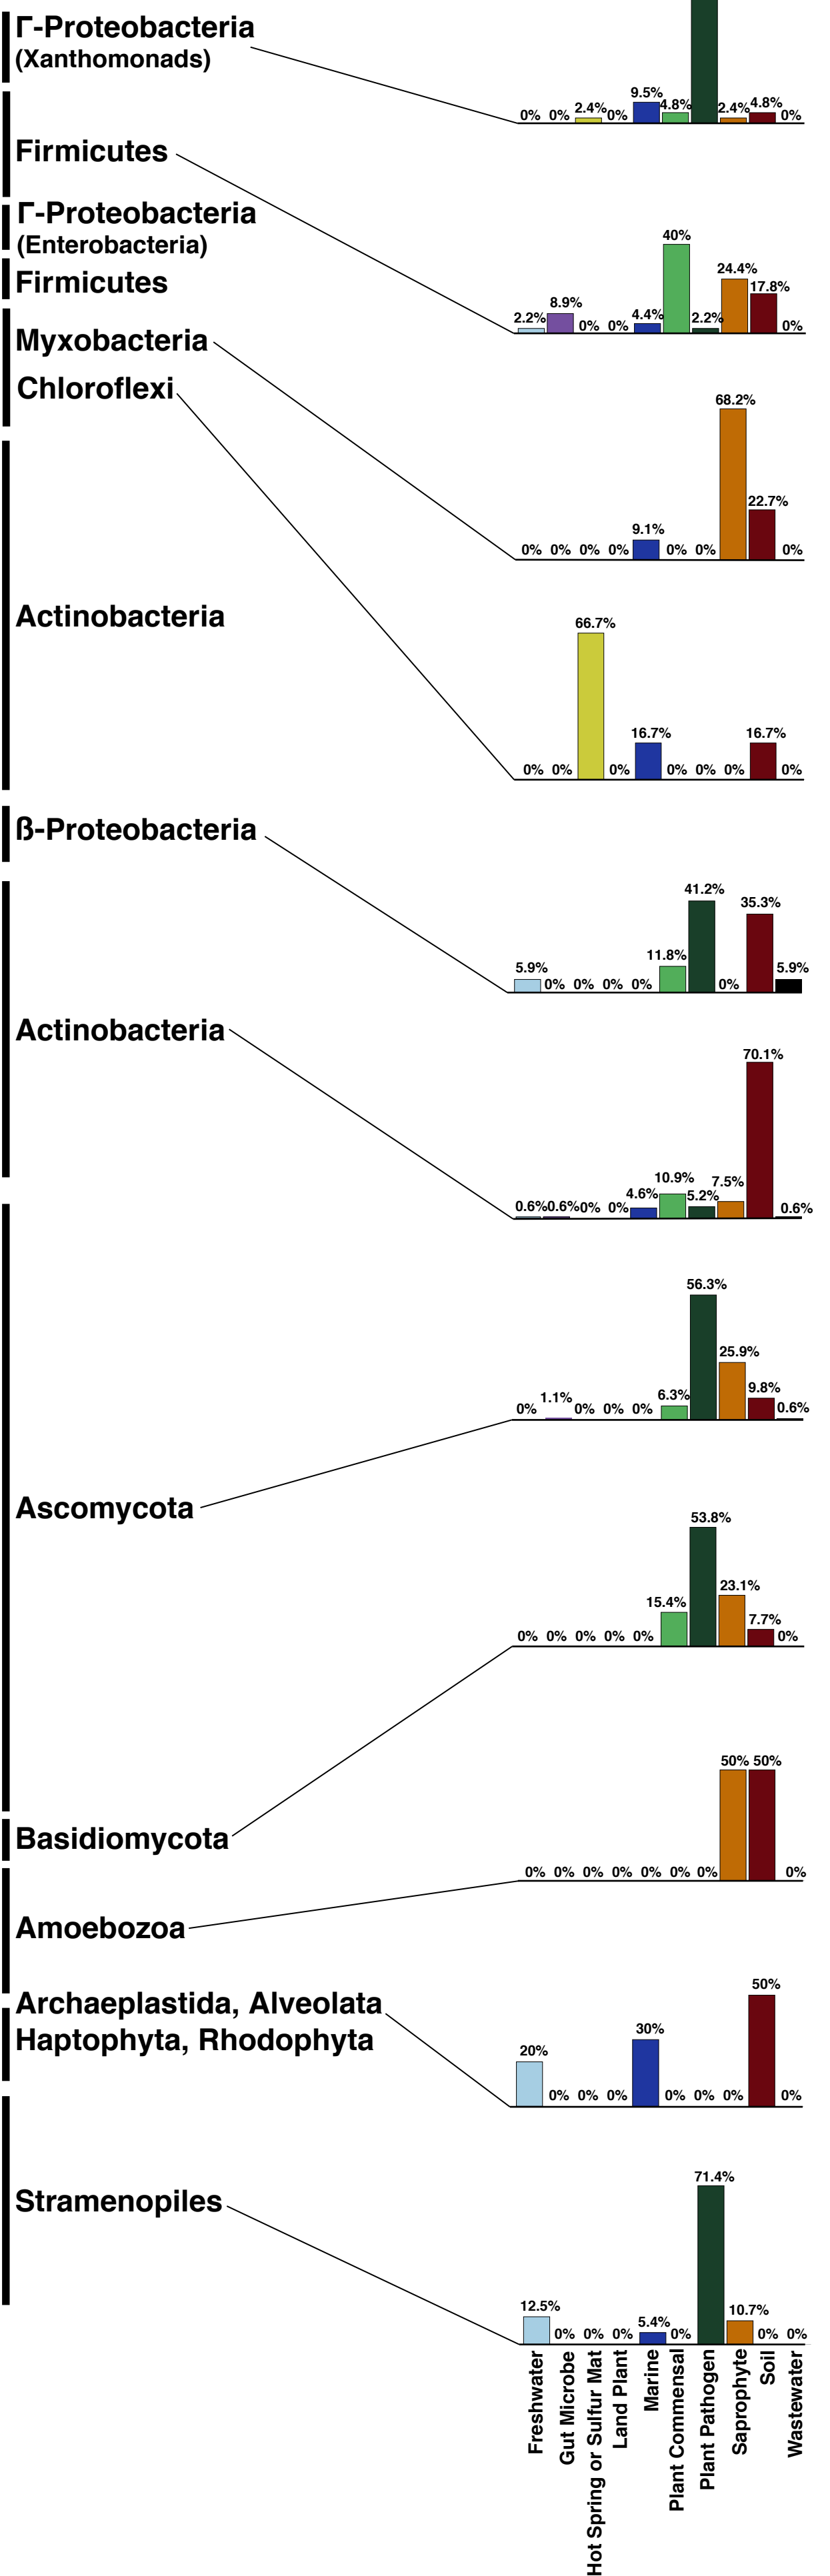 Γ-Proteobacteria
(Xanthomonads)
0% 0% 2.4% 0% 9.5% 4.8% 2.4% 4.8% 0%
Firmicutes
Γ-Proteobacteria
(Enterobacteria)
Firmicutes
2.2% 8.9% 0% 0% 4.4% 40% 2.2% 24.4% 17.8% 0%
Myxobacteria
Chloroflexi
0% 0% 0% 0% 9.1% 0% 0% 68.2% 22.7% 0%
Actinobacteria
0% 0% 66.7% 0% 16.7% 0% 0% 0% 16.7% 0%
ß-Proteobacteria
5.9% 0% 0% 0% 0% 11.8% 41.2% 0% 35.3% 5.9%
Actinobacteria
0.6% 0.6% 0% 0% 4.6% 10.9% 5.2% 7.5% 70.1% 0.6%
0% 1.1% 0% 0% 0% 6.3% 56.3% 25.9% 9.8% 0.6%
Ascomycota
0% 0% 0% 0% 0% 15.4% 53.8% 23.1% 7.7% 0%
Basidiomycota
0% 0% 0% 0% 0% 0% 0% 50% 50% 0%
Amoebozoa
Archaeplastida, Alveolata
Haptophyta, Rhodophyta
20% 0% 0% 0% 30% 0% 0% 0% 50% 0%
Stramenopiles
12.5% 0% 0% 0% 5.4% 0% 71.4% 10.7% 0% 0%
Freshwater
Gut Microbe
Hot Spring or Sulfur Mat
Land Plant
Marine
Plant Commensal
Plant Pathogen
Saprophyte
Soil
Wastewater